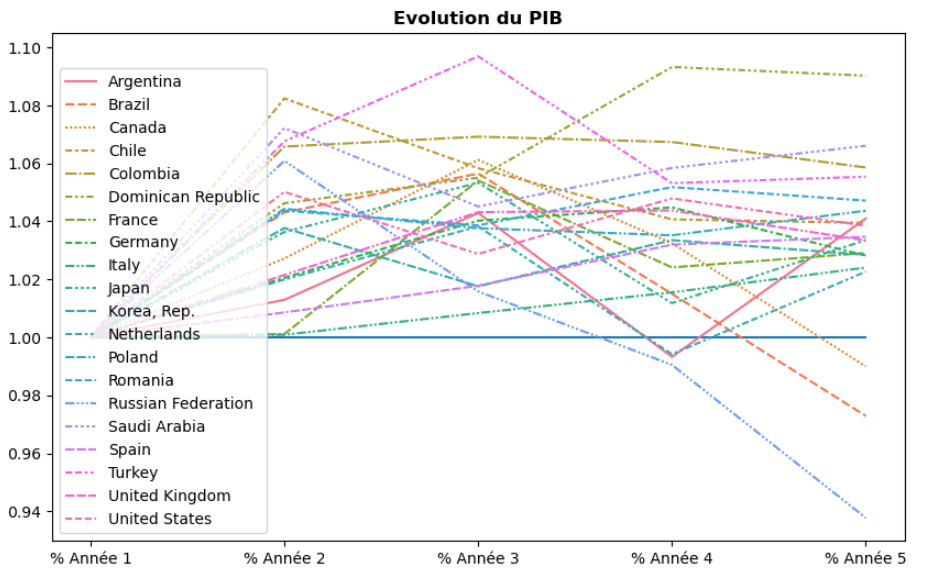 Evolution du PIB
1.10
1.08
1.06
1.04
1.02
1.00
0.98
0.96
0.94
Argentina
Brazil
Canada
Chile
Colombia
Dominican Republic
France
Germany
Italy
Japan
Korea, Rep.
Netherlands
Poland
Romania
Russian Federation
Saudi Arabia
Spain
Turkey
United Kingdom
United States
% Année 1 % Année 2 % Année 3 % Année 4 % Année 5